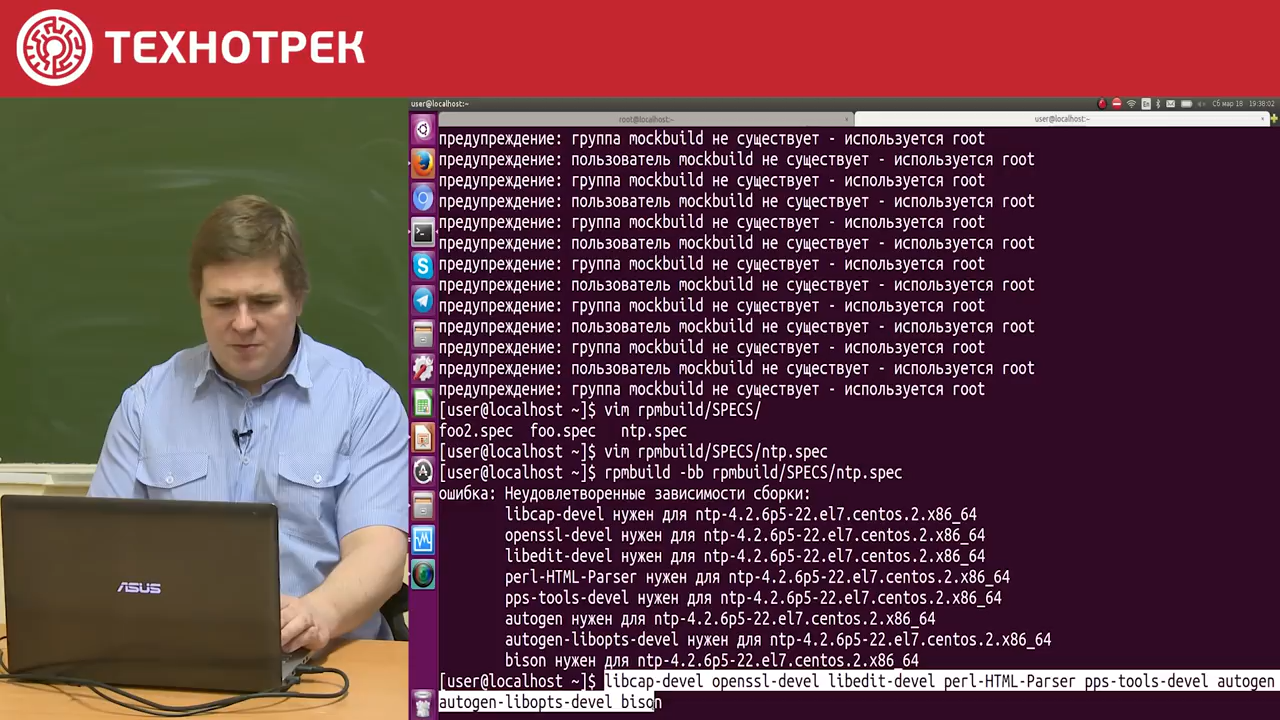 ТЕХНОТРЕК
user@localhost:~
Сб мар 18 19:38:02
root@localhost:~
user@localhost:~
предупреждение: группа mockbuild не существует - используется root
предупреждение: пользователь mockbuild не существует - используется root
предупреждение: группа mockbuild не существует - используется root
предупреждение: пользователь mockbuild не существует - используется root
предупреждение: группа mockbuild не существует - используется root
предупреждение: пользователь mockbuild не существует - используется root
предупреждение: группа mockbuild не существует - используется root
предупреждение: пользователь mockbuild не существует - используется root
предупреждение: группа mockbuild не существует - используется root
предупреждение: пользователь mockbuild не существует - используется root
предупреждение: группа mockbuild не существует - используется root
предупреждение: пользователь mockbuild не существует - используется root
предупреждение: группа mockbuild не существует - используется root
[user@localhost ~]$ vim rpmbuild/SPECS/
foo2.spec foo.spec ntp.spec
[user@localhost ~]$ vim rpmbuild/SPECS/ntp.spec
[user@localhost ~]$ rpmbuild -bb rpmbuild/SPECS/ntp.spec
ошибка: Неудовлетворенные зависимости сборки:
libcap-devel нужен для ntp-4.2.6p5-22.el7.centos.2.x86_64
openssl-devel нужен для ntp-4.2.6p5-22.el7.centos.2.x86_64
libedit-devel нужен для ntp-4.2.6p5-22.el7.centos.2.x86_64
perl-HTML-Parser нужен для ntp-4.2.6p5-22.el7.centos.2.x86_64
pps-tools-devel нужен для ntp-4.2.6p5-22.el7.centos.2.x86_64
autogen нужен для ntp-4.2.6p5-22.el7.centos.2.x86_64
autogen-libopts-devel нужен для ntp-4.2.6p5-22.el7.centos.2.x86_64
bison нужен для ntp-4.2.6p5-22.el7.centos.2.x86_64
[user@localhost ~]$ libcap-devel openssl-devel libedit-devel perl-HTML-Parser pps-tools-devel autogen
autogen-libopts-devel bison
ASUS